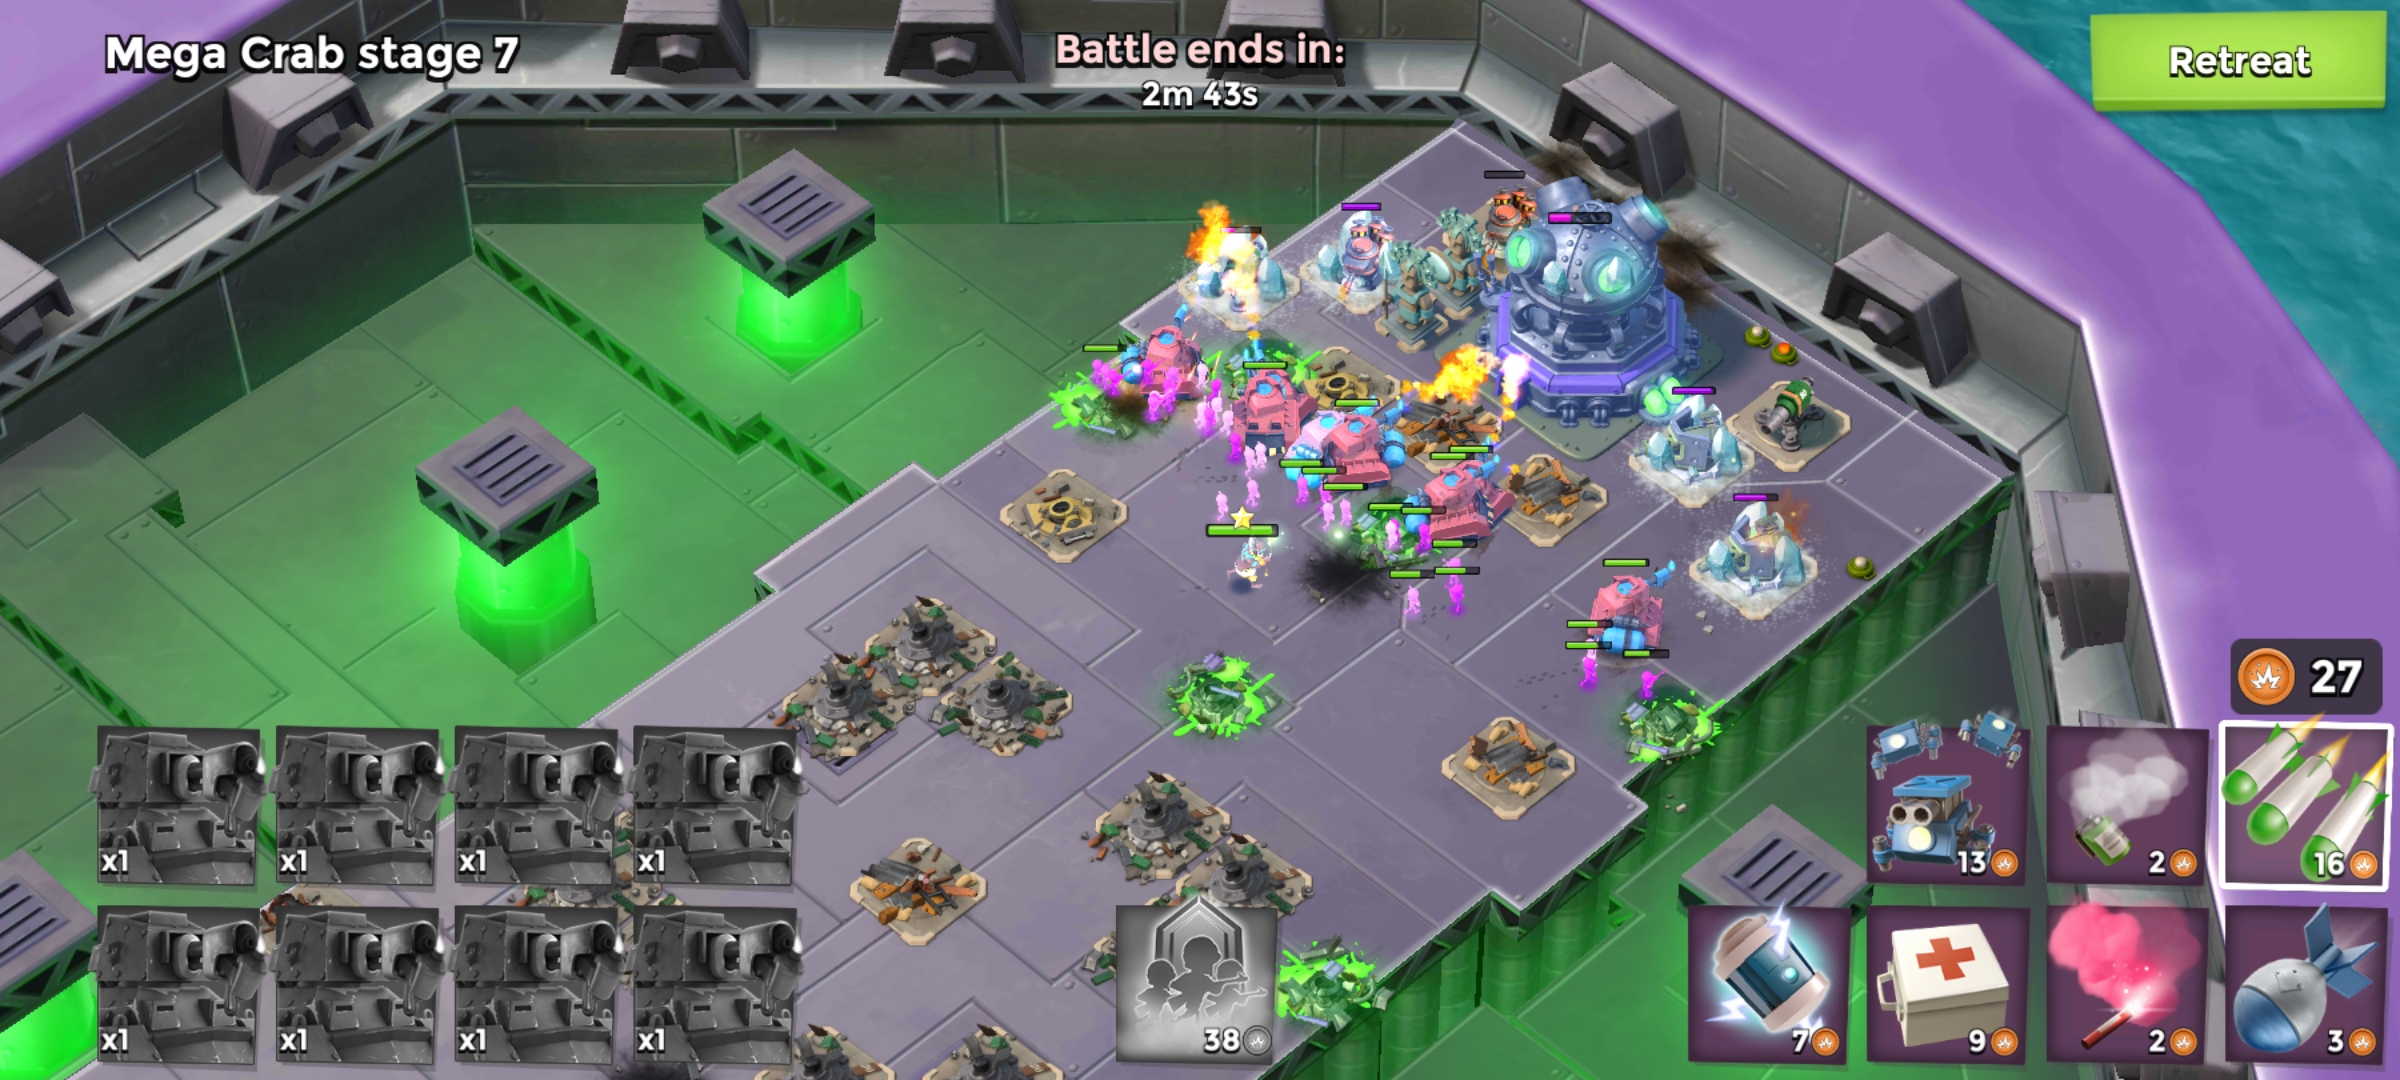 Mega Crab stage 7
Battle ends in:
2m 43s
Retreat
27
x1
x1
x1
x1
13
2
16
x1
x1
x1
x1
38
7
9
2
3